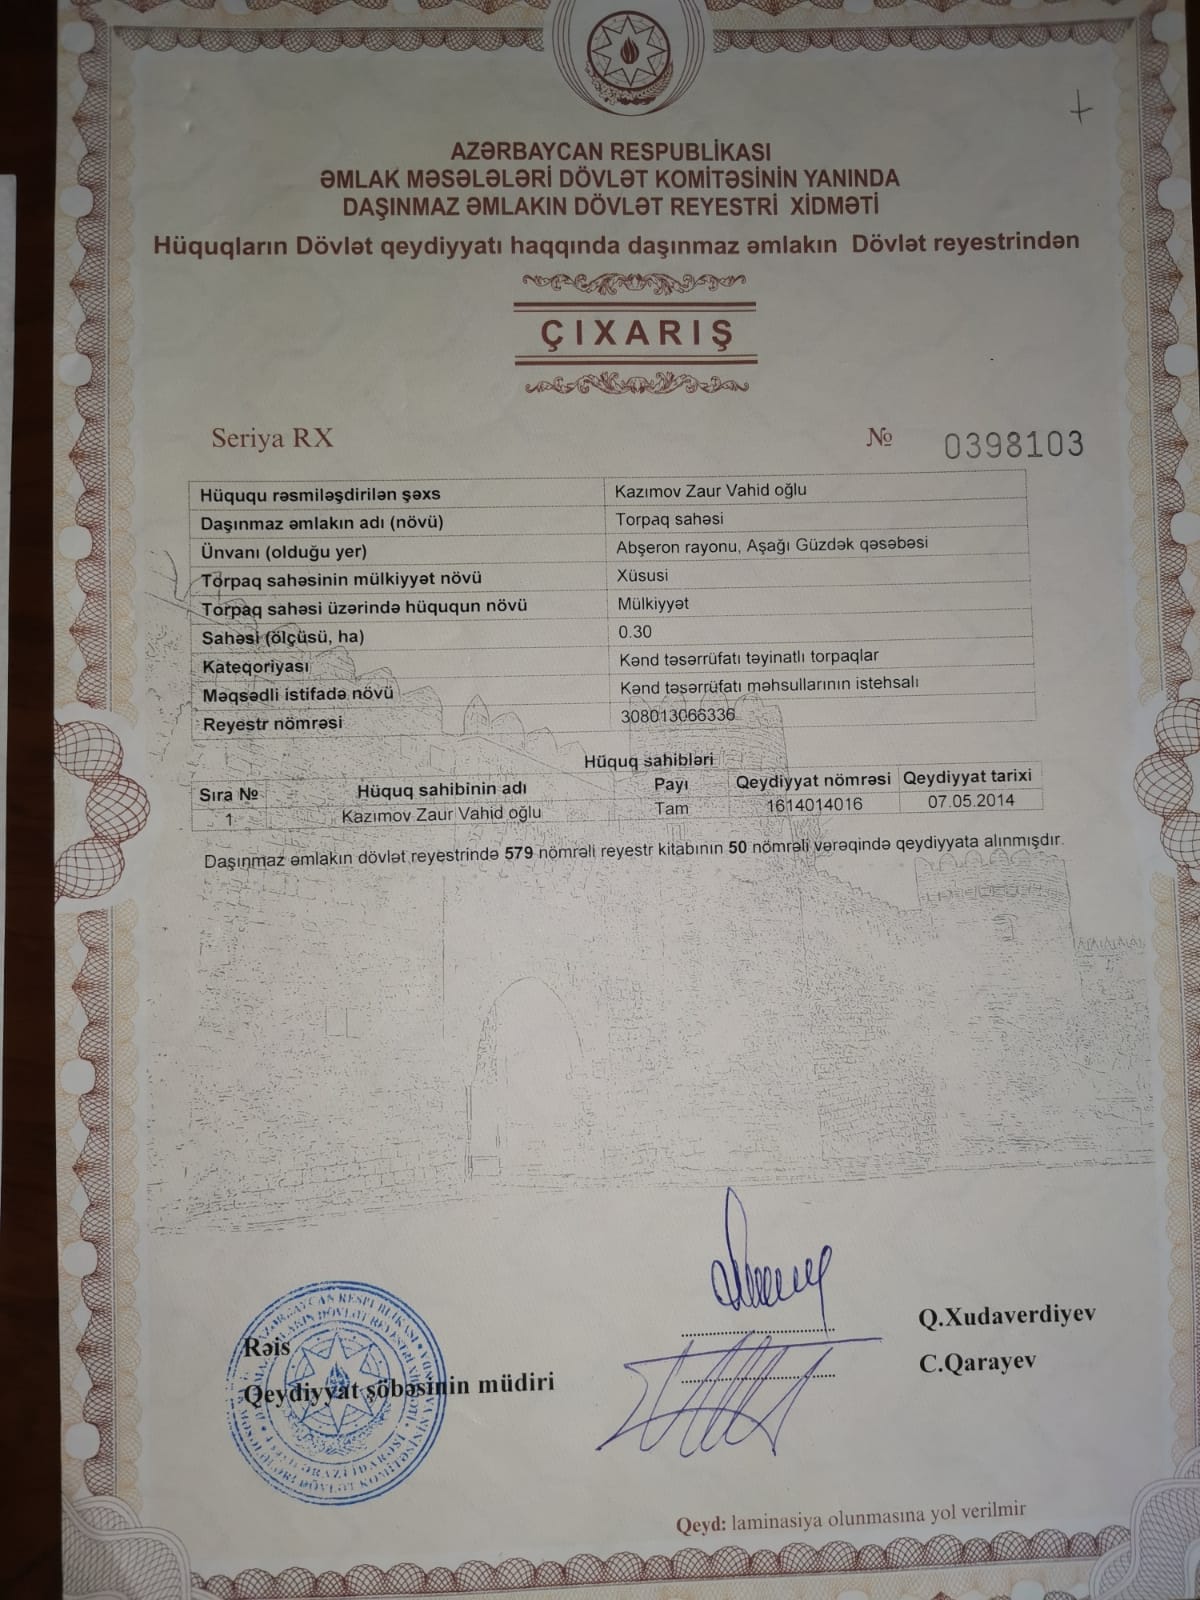 AZƏRBAYCAN RESPUBLİKASI
ƏMLAK MƏSƏLƏLƏRİ DÖVLƏT KOMİTƏSİNİN YANINDA
DAŞINMAZ ƏMLAKIN DÖVLƏT REYESTRİ XİDMƏTİ
Hüquqların Dövlət qeydiyyatı haqqında daşınmaz əmlakın Dövlət reyestrindən
ÇIXARIŞ
Seriya RX № 0398103
Hüququ rəsmiləşdirilən şəxs Kazımov Zaur Vahid oğlu
Daşınmaz əmlakın adı (növü) Torpaq sahəsi
Ünvanı (olduğu yer) Abşeron rayonu, Aşağı Güzdək qəsəbəsi
Torpaq sahəsinin mülkiyyət növü Xüsusi
Torpaq sahəsi üzərində hüququn növü Mülkiyyət
Sahəsi (ölçüsü, ha) 0.30
Kateqoriyası Kənd təsərrüfatı təyinatlı torpaqlar
Məqsədli istifadə növü Kənd təsərrüfatı məhsullarının istehsalı
Reyestr nömrəsi 308013066336
Hüquq sahibləri
Sıra № Hüquq sahibinin adı Payı Qeydiyyat nömrəsi Qeydiyyat tarixi
1 Kazımov Zaur Vahid oğlu Tam 1614014016 07.05.2014
Daşınmaz əmlakın dövlət reyestrində 579 nömrəli reyestr kitabının 50 nömrəli vərəqində qeydiyyata alınmışdır.
Rəis Q.Xudaverdiyev
Qeydiyyat şöbəsinin müdiri C.Qarayev
AZƏRBAYCAN RESPUBLİKASI
Qeyd: laminasiya olunmasına yol verilmir